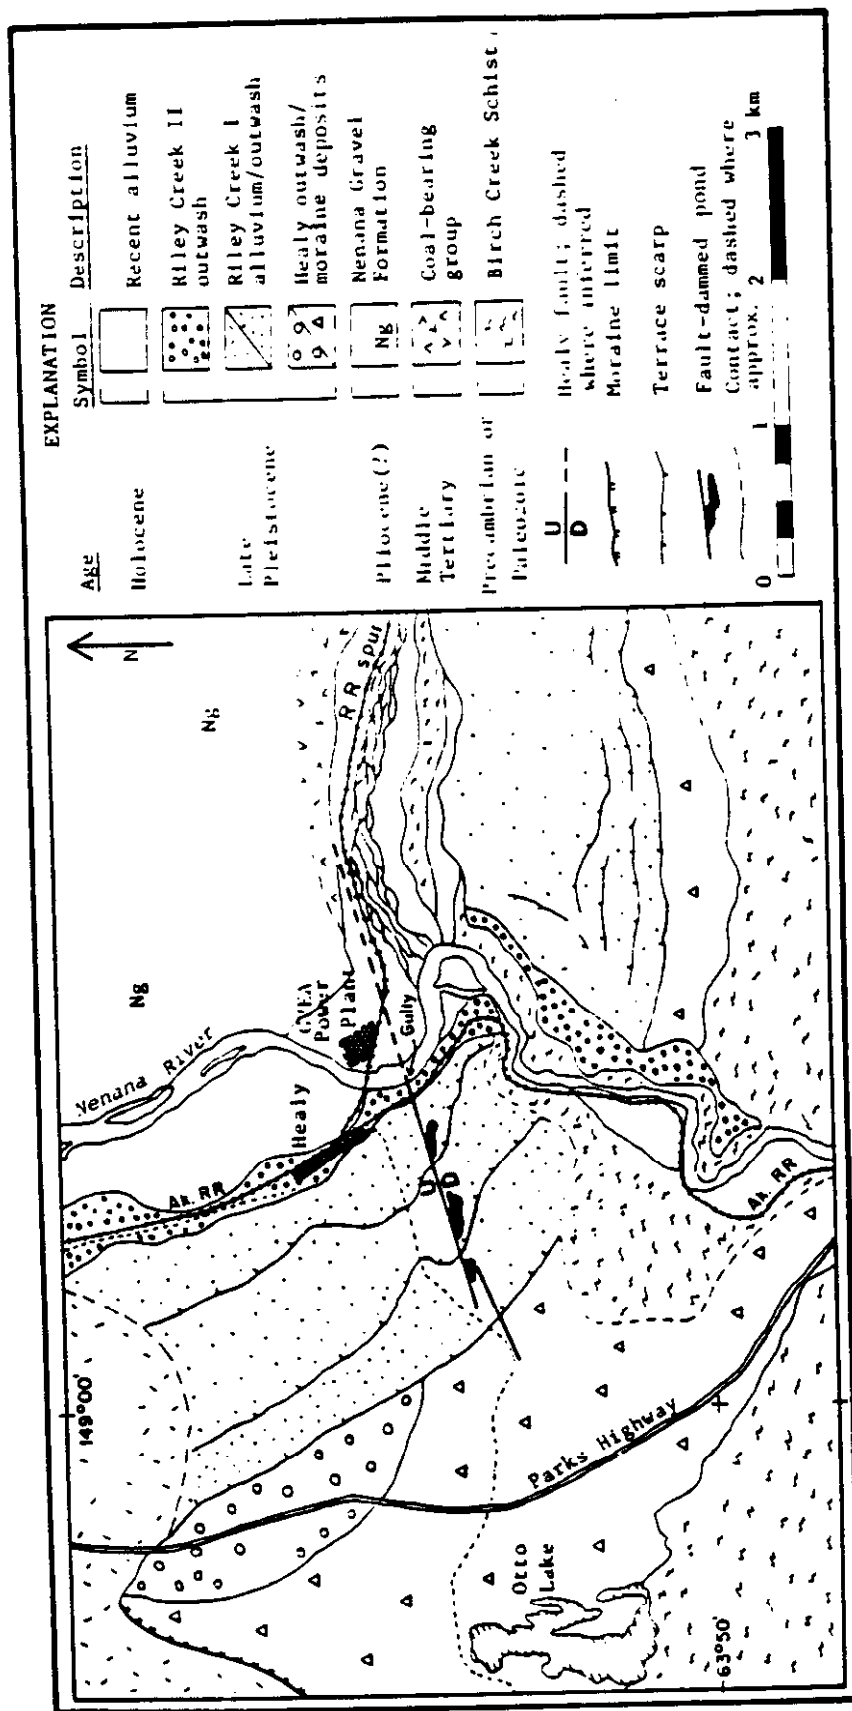 EXPLANATION
Age Symbol Description
Holocene Recent alluvium
Late Pleistocene
Riley Creek II
outwash
Riley Creek I
alluvium/outwash
Healy outwash/
moraine deposits
Pliocene(?) Ng Nenana Gravel
Formation
Middle Coal-bearing
Tertiary group
Precambrian or Birch Creek Schist
Paleozoic
U
D
Healy fault; dashed
where inferred
Moraine limit
Terrace scarp
Fault-dammed pond
Contact; dashed where
approx.
0 1 2 3 km
N
Ng
Ng
RR Spur
Nenana River
GVEA
Power
Plant
Gully
Healy
AK. RR
U
D
AK. RR
149°00'
Parks Highway
Otto
Lake
63°50'